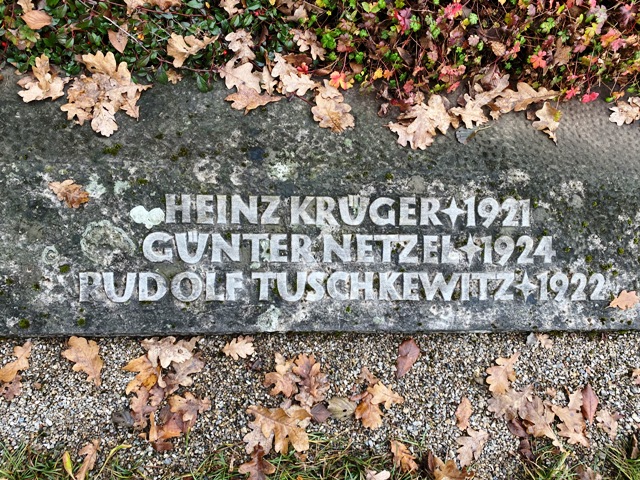 HEINZ KRÜGER ✦ 1921
GÜNTER NETZEL ✦ 1924
RUDOLF TUSCHKEWITZ ✦ 1922